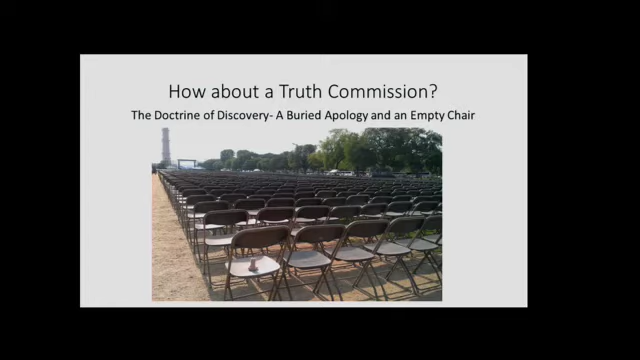 How about a Truth Commission?
The Doctrine of Discovery- A Buried Apology and an Empty Chair